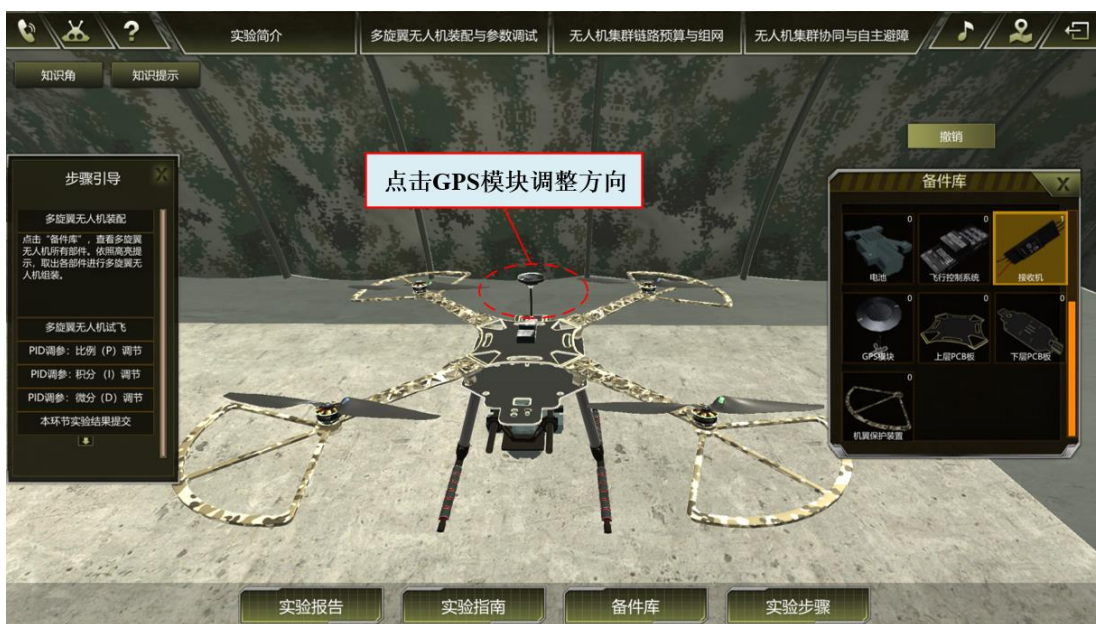 ?
实验简介
多旋翼无人机装配与参数调试
无人机集群链路预算与组网
无人机集群协同与自主避障
知识角
知识提示
撤销
点击GPS模块调整方向
步骤引导
X
多旋翼无人机装配
点击“备件库”，查看多旋翼
无人机所有部件。依照高亮提
示，取出各部件进行多旋翼无
人机组装。
多旋翼无人机试飞
PID调参：比例（P）调节
PID调参：积分（I）调节
PID调参：微分（D）调节
本环节实验结果提交
备件库
X
0
0
1
电池
飞行控制系统
接收机
0
0
0
GPS模块
上层PCB板
下层PCB板
0
机翼保护装置
实验报告
实验指南
备件库
实验步骤